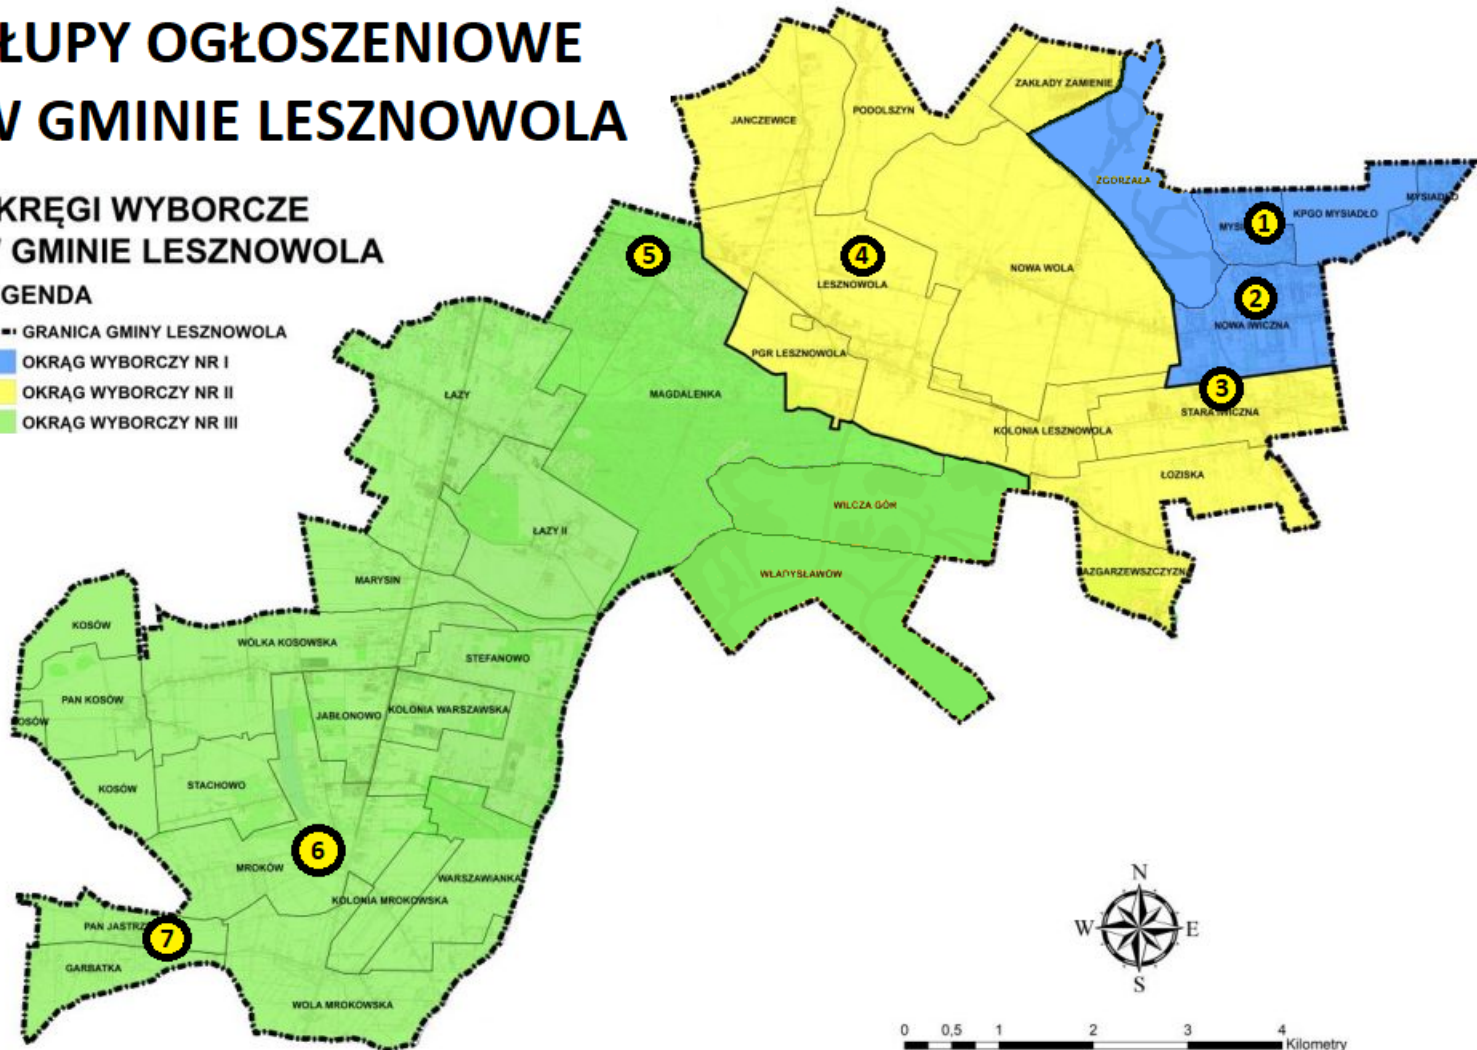 ŁUPY OGŁOSZENIOWE
W GMINIE LESZNOWOLA
KRĘGI WYBORCZE
GMINIE LESZNOWOLA
GENDA
GRANICA GMINY LESZNOWOLA
OKRĄG WYBORCZY NR I
OKRĄG WYBORCZY NR II
OKRĄG WYBORCZY NR III
ZAKŁADY ZAMIENIE
PODOLSZYN
JANCZEWICE
ZGORZAŁA
MYSIADŁO
KPGO MYSIADŁO
1
5
4
NOWA WOLA
LESZNOWOLA
2
NOWA IWICZNA
PGR LESZNOWOLA
3
ŁAZY
MAGDALENKA
STARA IWICZNA
KOLONIA LESZNOWOLA
ŁOZISKA
WILCZA GÓR
ŁAZY II
WŁADYSŁAWÓW
AZGARZEWSZCZYZN
MARYSIN
KOSÓW
WÓLKA KOSOWSKA
STEFANOWO
PAN KOSÓW
KOLONIA WARSZAWSKA
JABŁONOWO
OSÓW
STACHOWO
KOSÓW
6
MROKÓW
WARSZAWIANKA
KOLONIA MROKOWSKA
PAN JASTRZ
7
GARBATKA
WOLA MROKOWSKA
N
W E
S
0 0,5 1 2 3 4
Kilometry